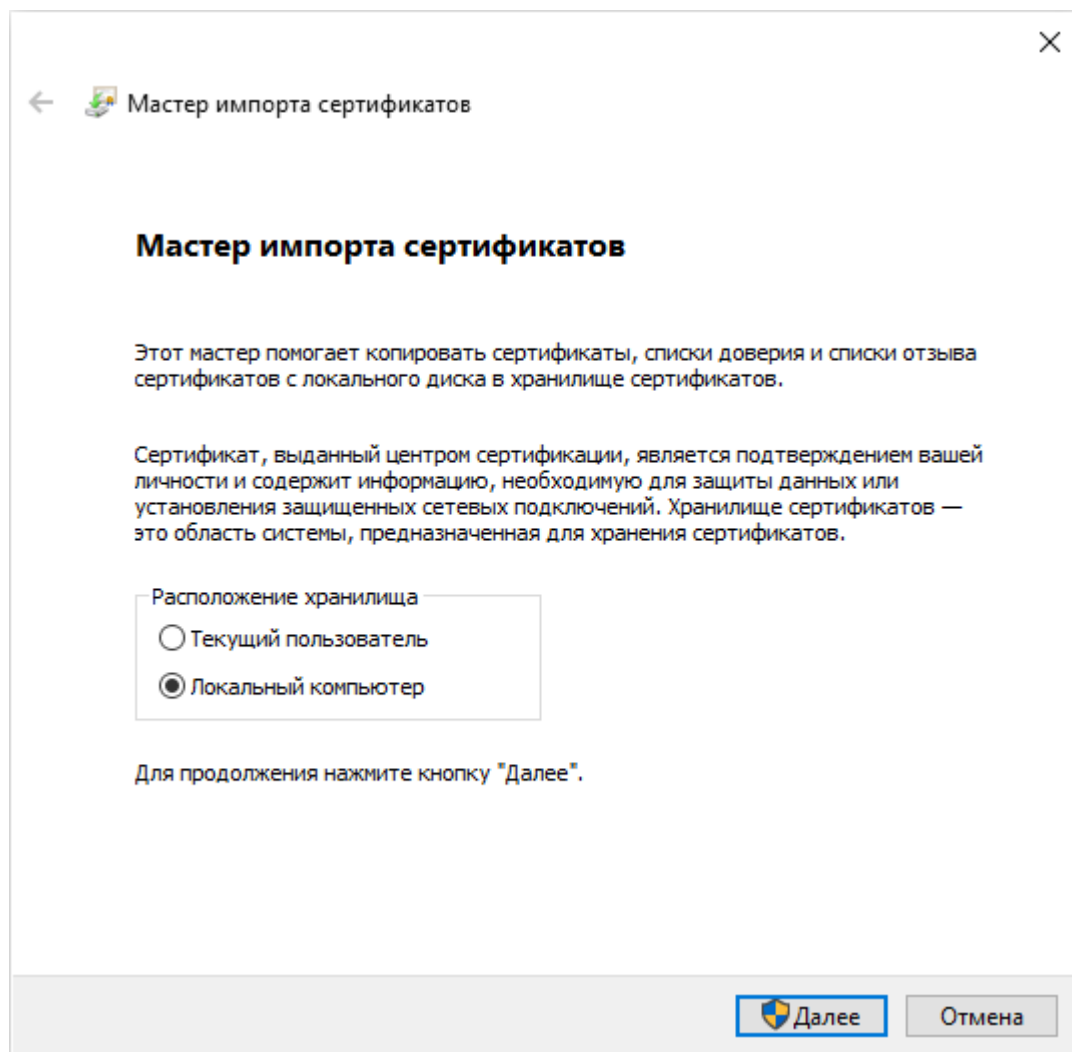 Мастер импорта сертификатов
Мастер импорта сертификатов
Этот мастер помогает копировать сертификаты, списки доверия и списки отзыва
сертификатов с локального диска в хранилище сертификатов.
Сертификат, выданный центром сертификации, является подтверждением вашей
личности и содержит информацию, необходимую для защиты данных или
установления защищенных сетевых подключений. Хранилище сертификатов —
это область системы, предназначенная для хранения сертификатов.
Расположение хранилища
Текущий пользователь
Локальный компьютер
Для продолжения нажмите кнопку "Далее".
Далее
Отмена